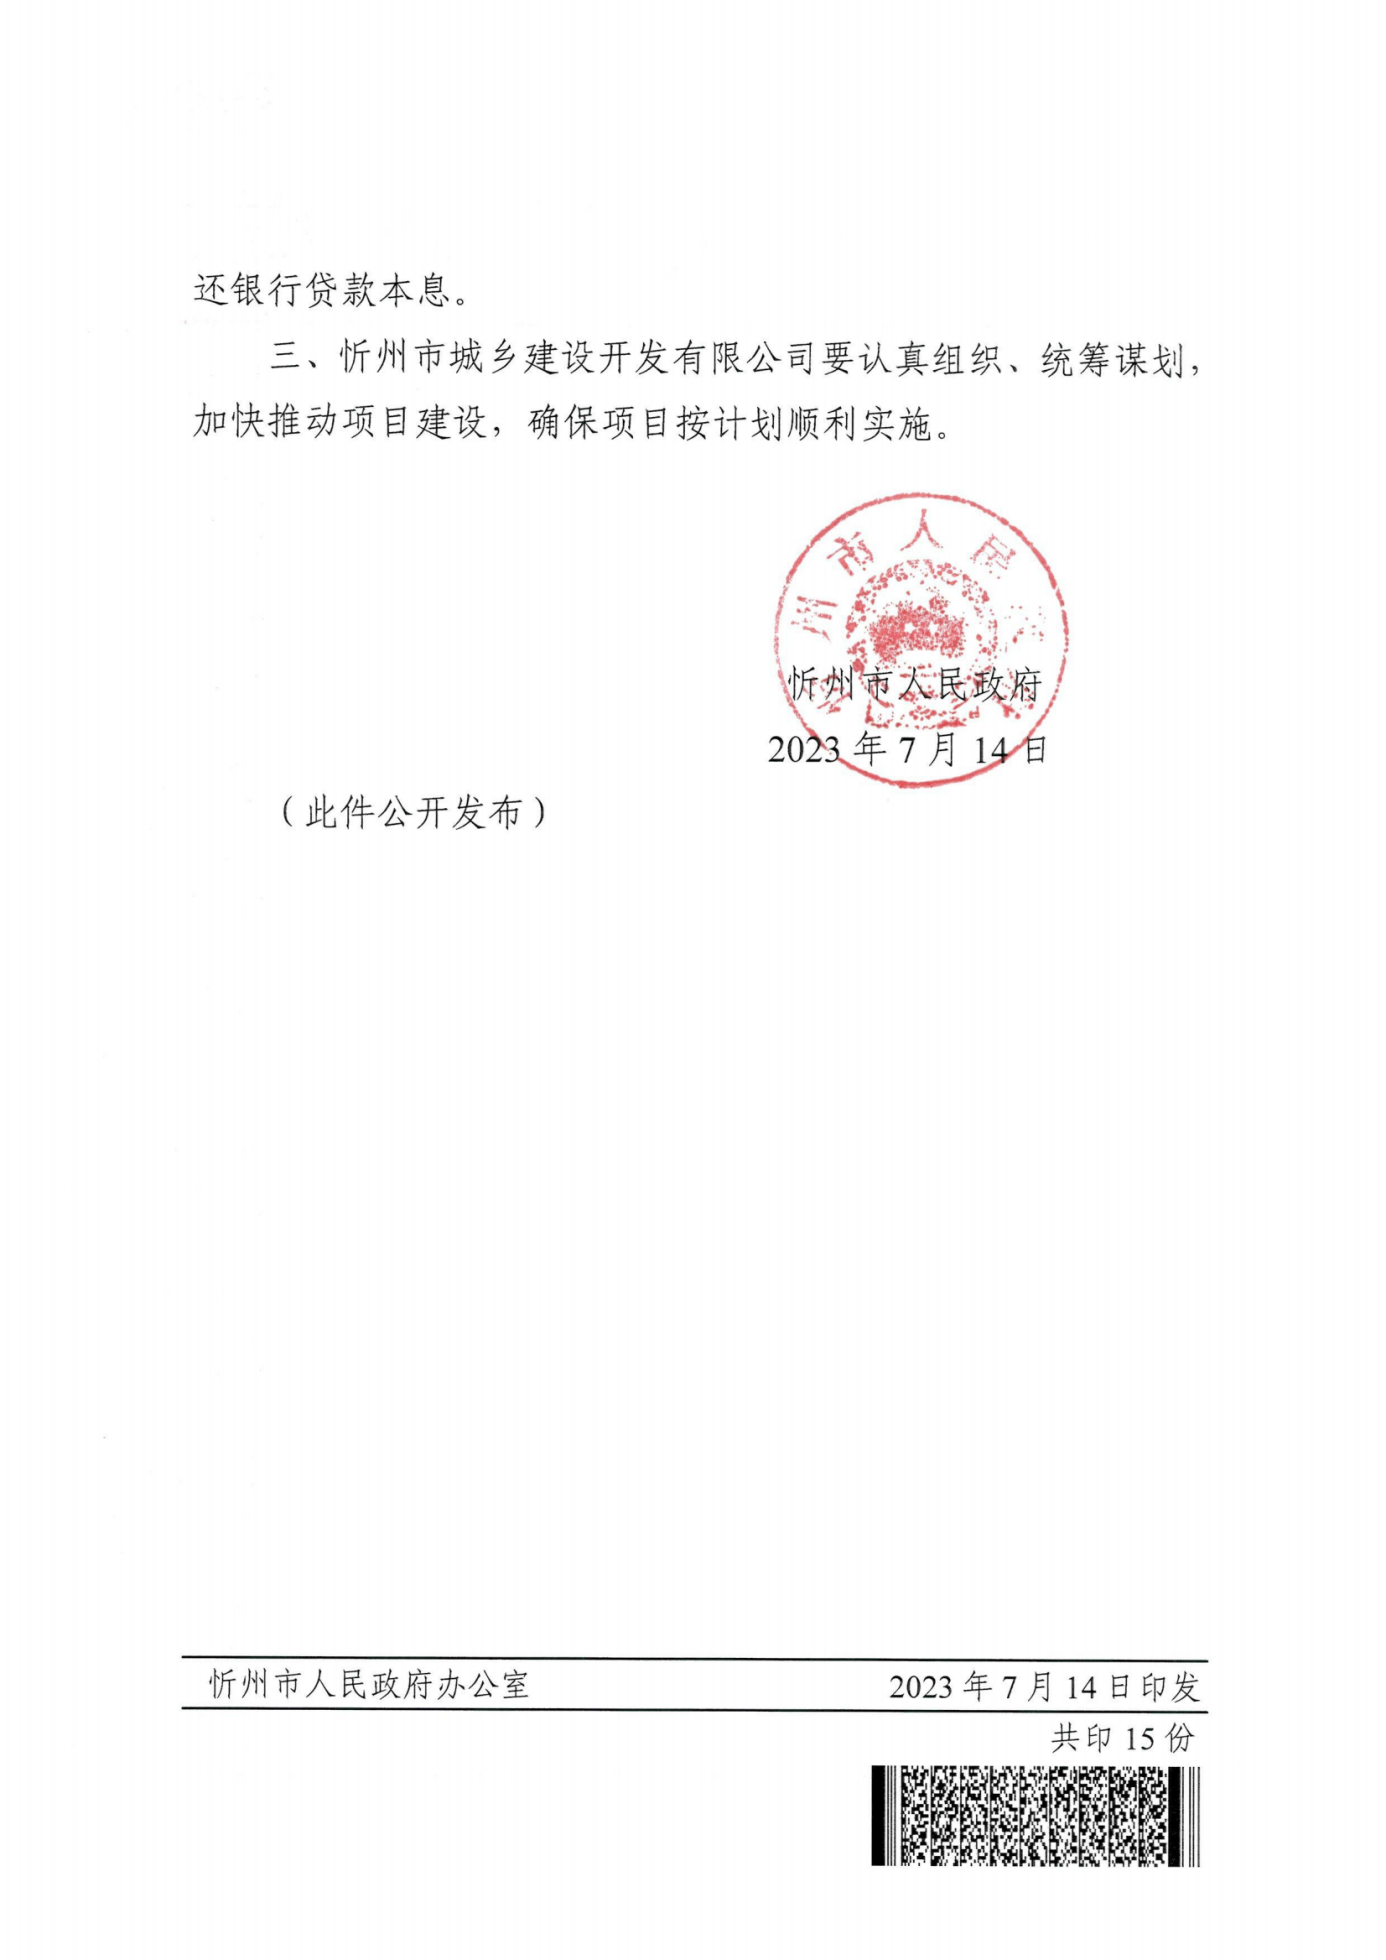 还银行贷款本息。
三、忻州市城乡建设开发有限公司要认真组织、统筹谋划，
加快推动项目建设，确保项目按计划顺利实施。
州市人民
忻州市人民政府
2023年7月14日
（此件公开发布）
忻州市人民政府办公室 2023年7月14日印发
共印15份